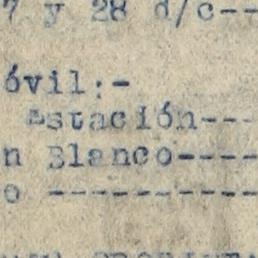 7 y 28 d/c--
óvil:-
Estación---
n Blanco----
o ---------